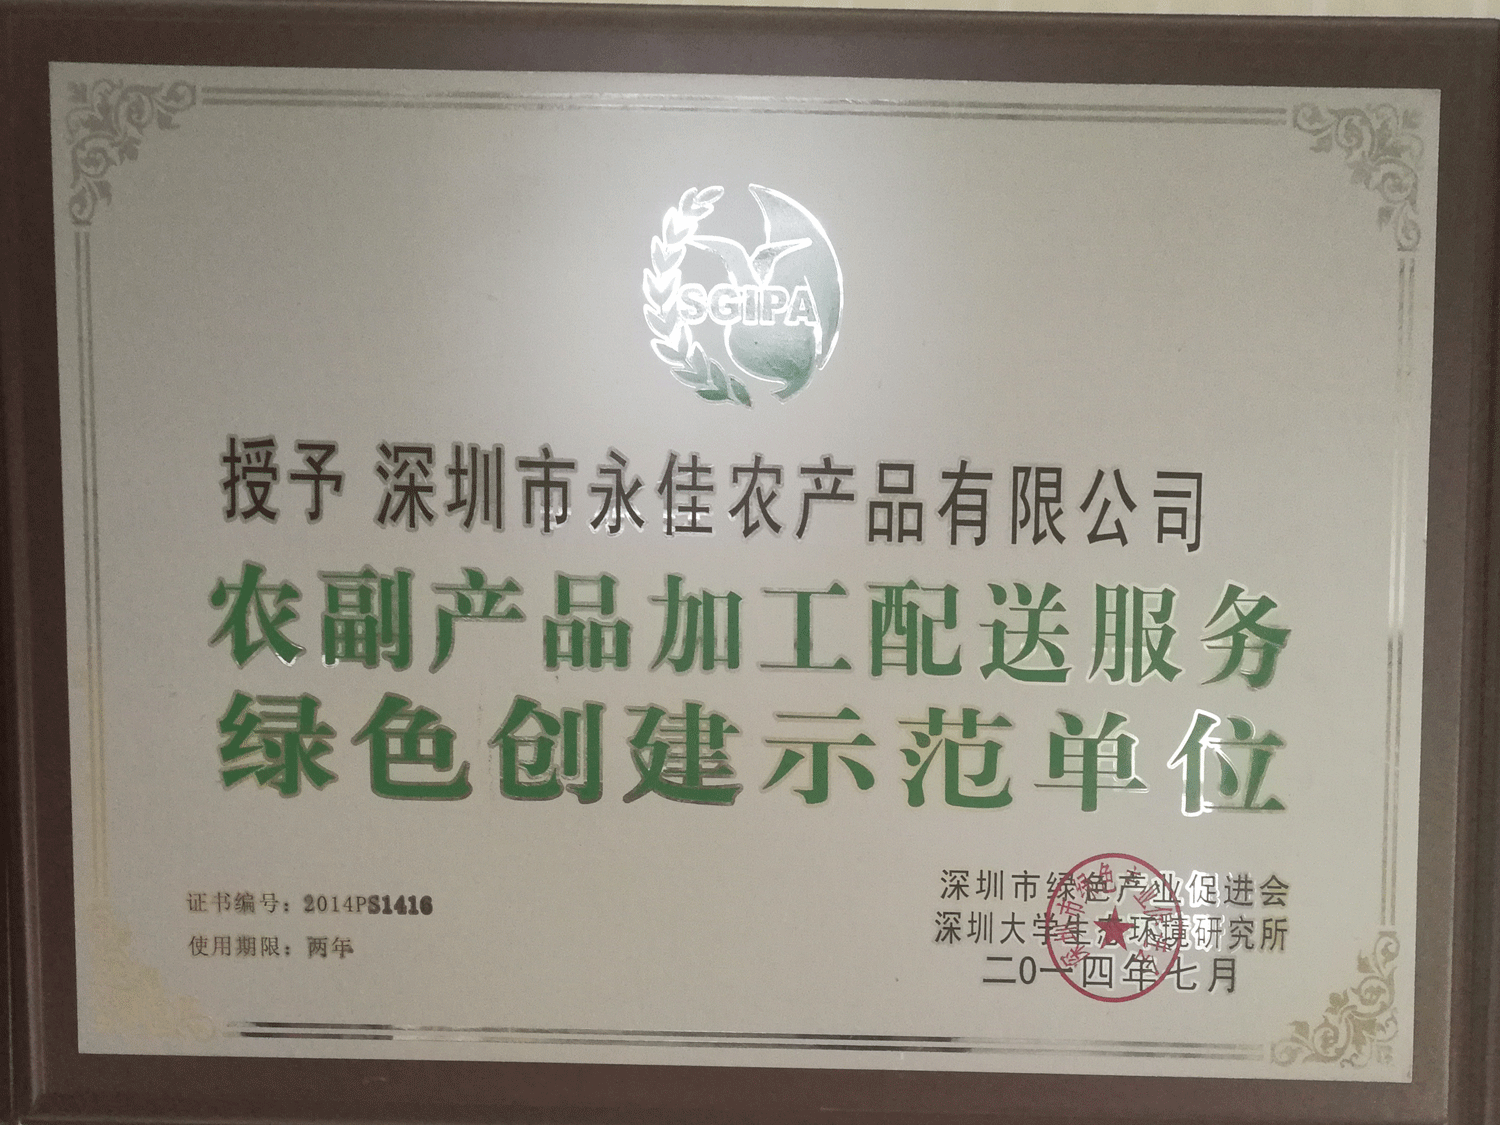 SGIPA
授予 深圳市永佳农产品有限公司
农副产品加工配送服务
绿色创建示范单位
证书编号：2014PS1416
使用期限：两年
深圳市绿色产业促进会
深圳大学生态环境研究所
二0一四年七月